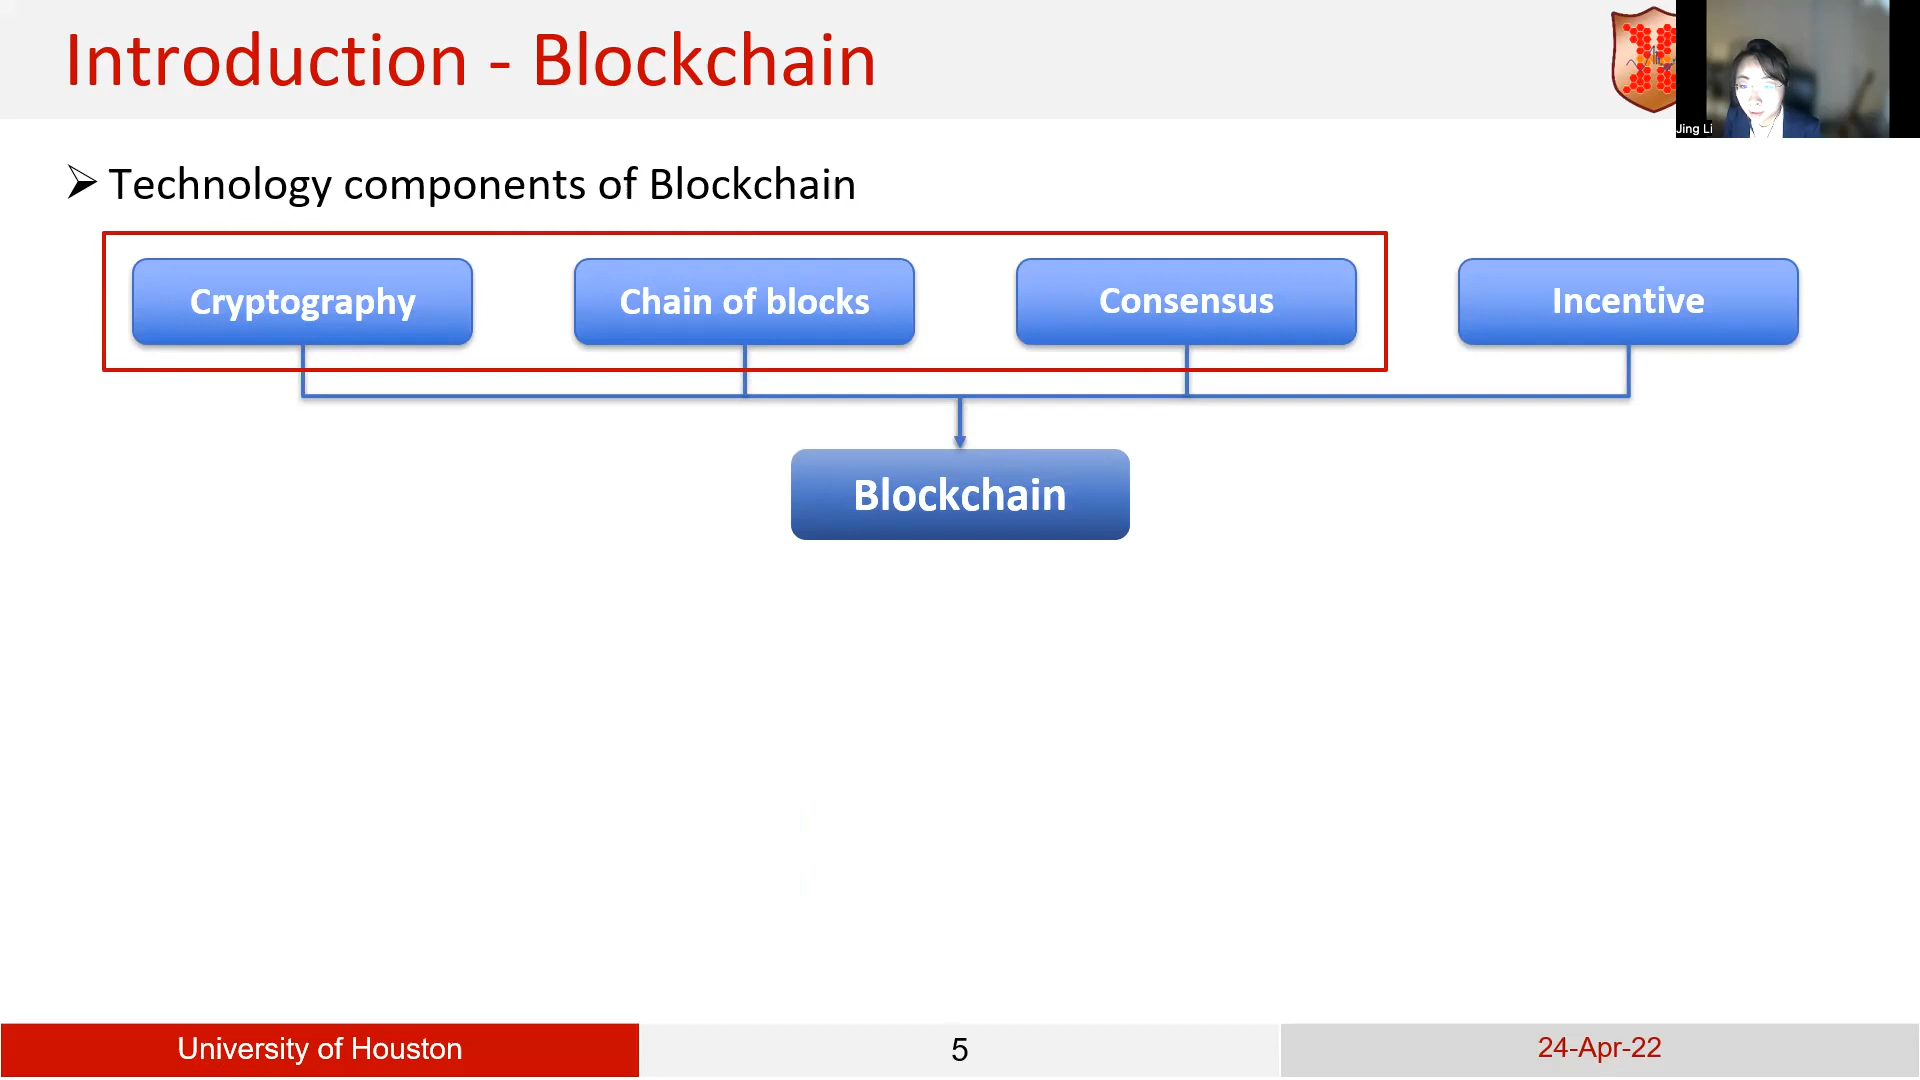 Introduction - Blockchain
Jing Li
Technology components of Blockchain
Cryptography
Chain of blocks
Consensus
Incentive
Blockchain
University of Houston
5
24-Apr-22